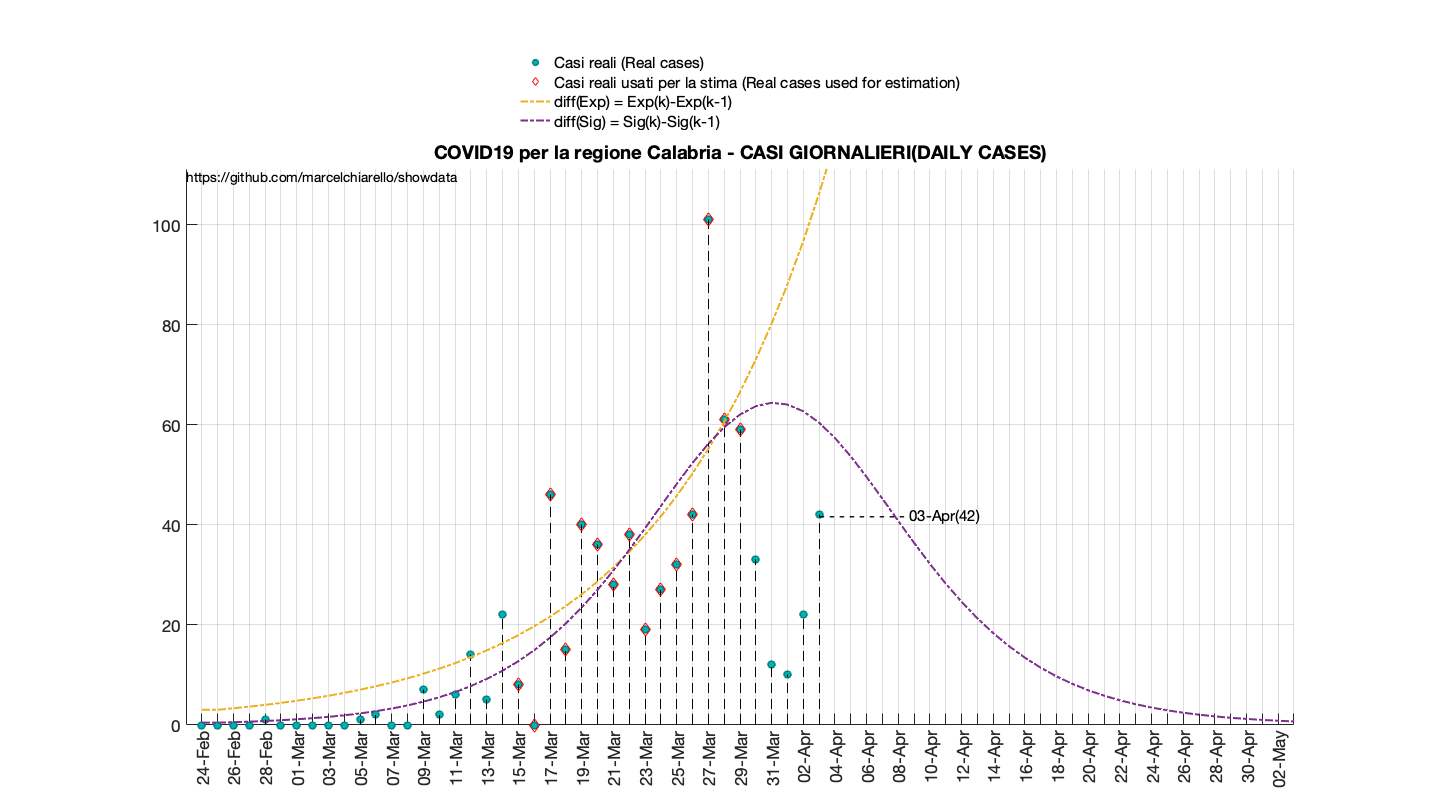 Casi reali (Real cases)
Casi reali usati per la stima (Real cases used for estimation)
diff(Exp) = Exp(k)-Exp(k-1)
diff(Sig) = Sig(k)-Sig(k-1)
COVID19 per la regione Calabria - CASI GIORNALIERI(DAILY CASES)
https://github.com/marcelchiarello/showdata
100
80
60
40
20
0
03-Apr(42)
24-Feb
26-Feb
28-Feb
01-Mar
03-Mar
05-Mar
07-Mar
09-Mar
11-Mar
13-Mar
15-Mar
17-Mar
19-Mar
21-Mar
23-Mar
25-Mar
27-Mar
29-Mar
31-Mar
02-Apr
04-Apr
06-Apr
08-Apr
10-Apr
12-Apr
14-Apr
16-Apr
18-Apr
20-Apr
22-Apr
24-Apr
26-Apr
28-Apr
30-Apr
02-May